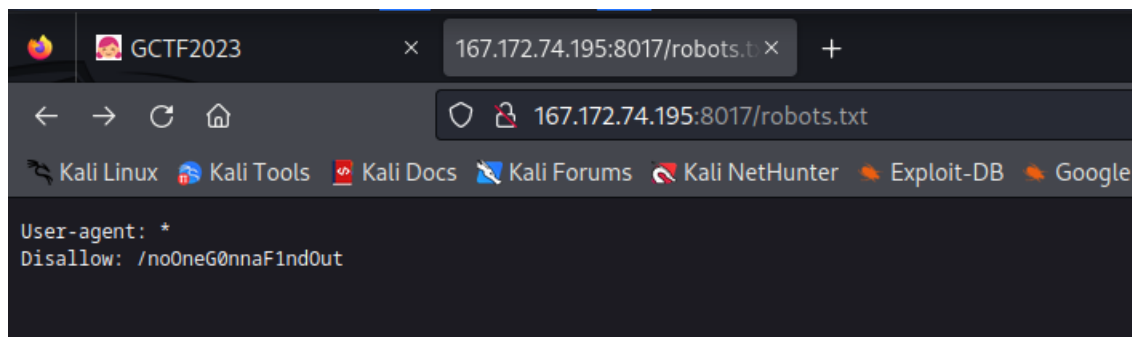 GCTF2023
167.172.74.195:8017/robots.t
167.172.74.195:8017/robots.txt
Kali Linux Kali Tools Kali Docs Kali Forums Kali NetHunter Exploit-DB Google
User-agent: *
Disallow: /noOneG0nnaF1ndOut